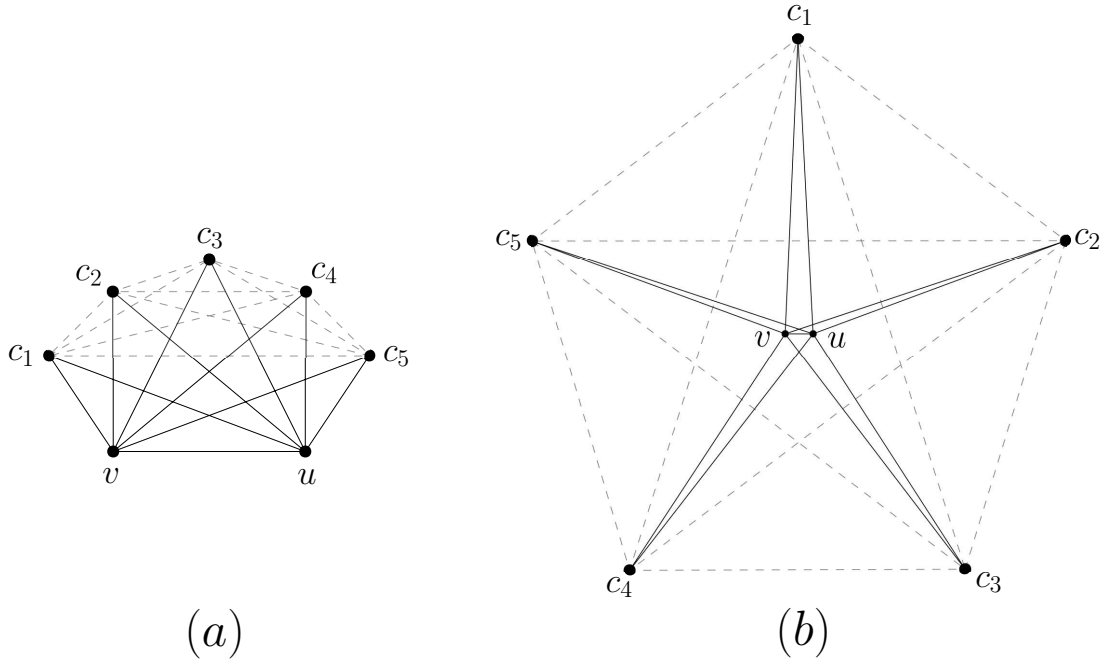 c₁
c₃
c₂ c₄
c₅ c₂
v u
c₁ c₅
v u
c₄ c₃
(a) (b)